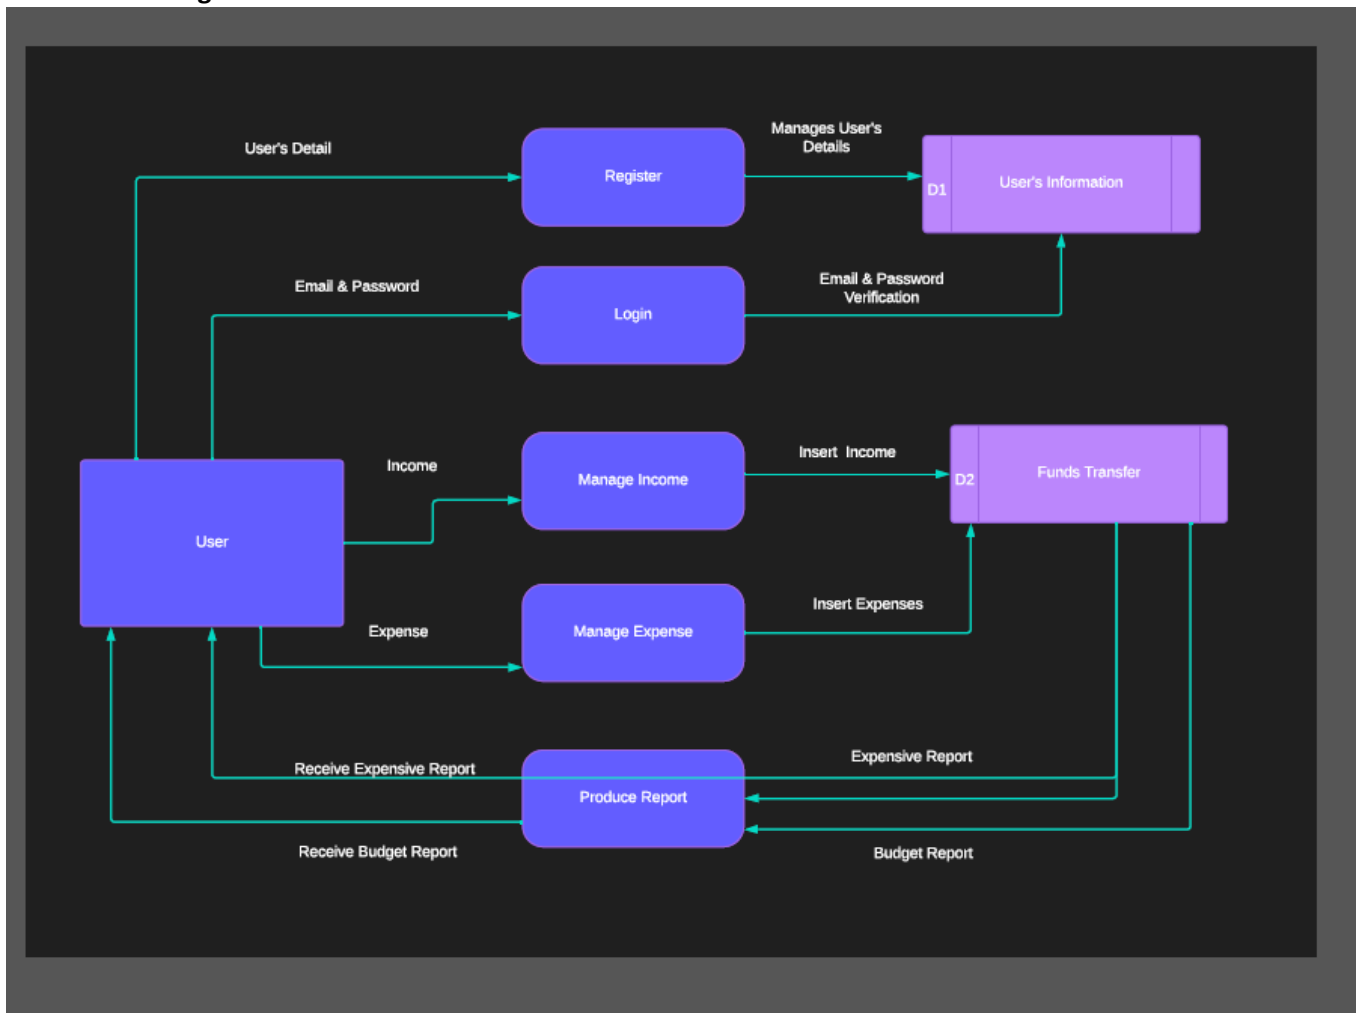 User's Detail
Register
Manages User's
Details
D1
User's Information
Email & Password
Login
Email & Password
Verification
Income
Manage Income
Insert Income
D2
Funds Transfer
User
Expense
Manage Expense
Insert Expenses
Receive Expensive Report
Produce Report
Expensive Report
Receive Budget Report
Budget Report